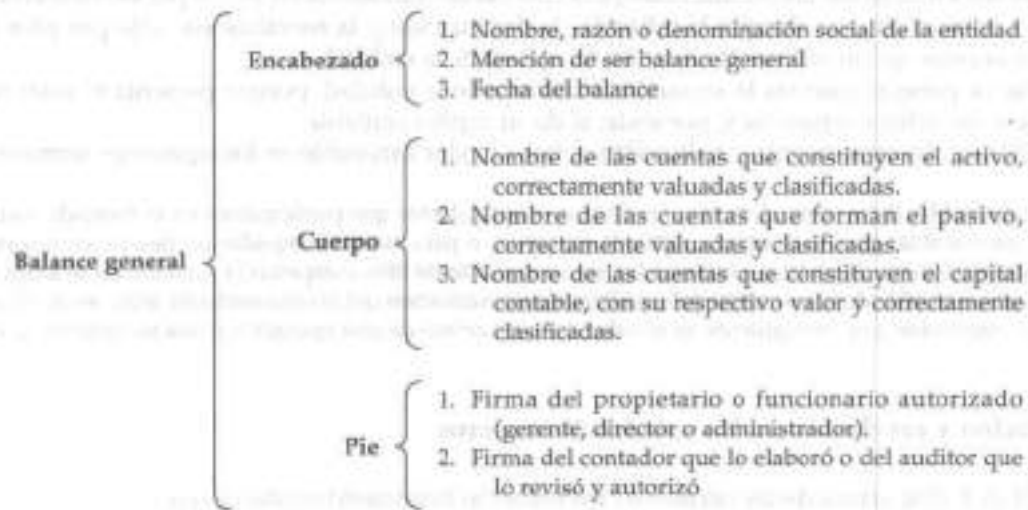 Balance general
Encabezado
1. Nombre, razón o denominación social de la entidad
2. Mención de ser balance general
3. Fecha del balance
Cuerpo
1. Nombre de las cuentas que constituyen el activo,
correctamente valuadas y clasificadas.
2. Nombre de las cuentas que forman el pasivo,
correctamente valuadas y clasificadas.
3. Nombre de las cuentas que constituyen el capital
contable, con su respectivo valor y correctamente
clasificadas.
Pie
1. Firma del propietario o funcionario autorizado
(gerente, director o administrador).
2. Firma del contador que lo elaboró o del auditor que
lo revisó y autorizó